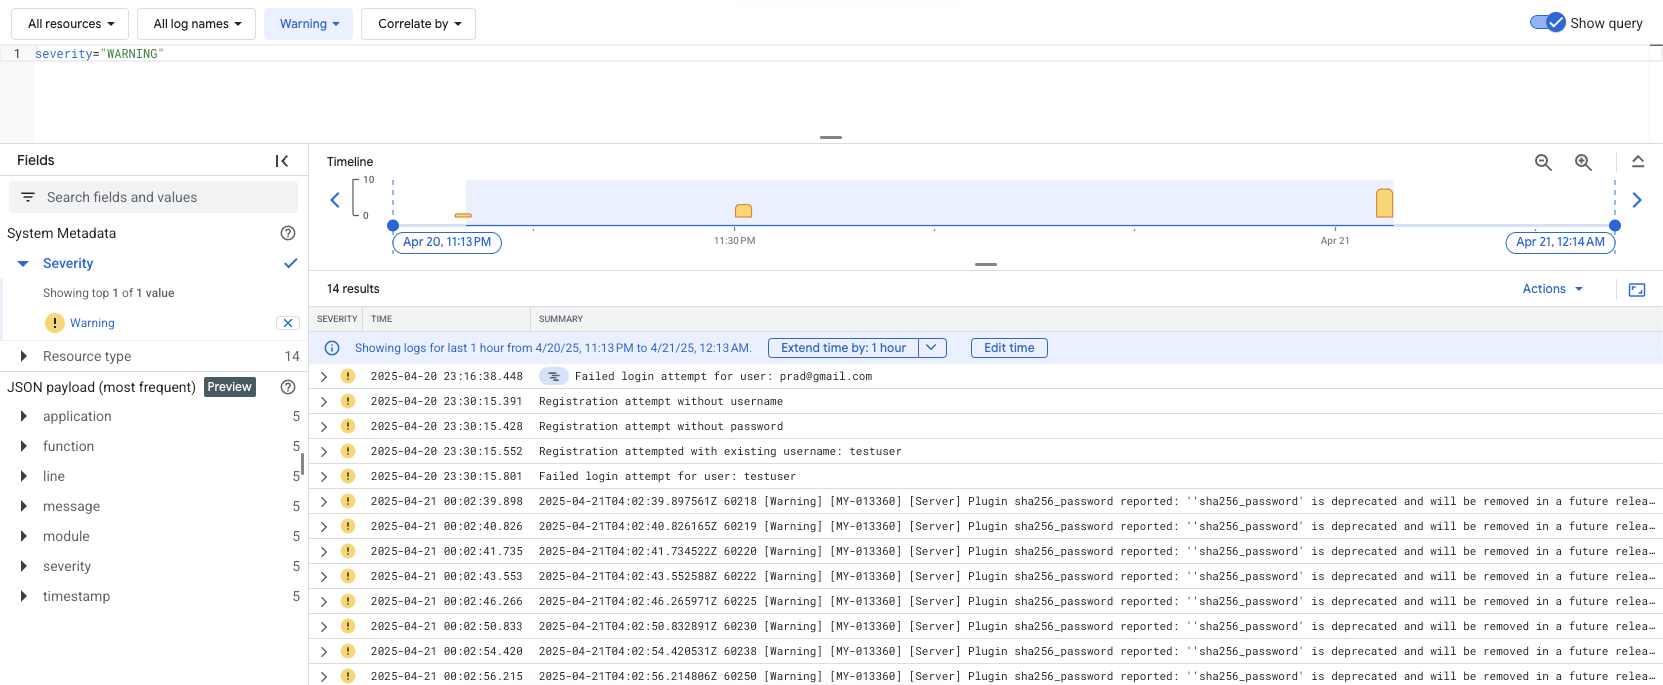 All resources All log names Warning Correlate by Show query
1 severity="WARNING"
Fields
Search fields and values
System Metadata
Severity
Showing top 1 of 1 value
Warning
Resource type 14
JSON payload (most frequent) Preview
application 5
function 5
line 5
message 5
module 5
severity 5
timestamp 5
Timeline
10
0
Apr 20, 11:13 PM 11:30 PM Apr 21 Apr 21, 12:14 AM
14 results Actions
SEVERITY TIME SUMMARY
Showing logs for last 1 hour from 4/20/25, 11:13 PM to 4/21/25, 12:13 AM. Extend time by: 1 hour Edit time
2025-04-20 23:16:38.448 Failed login attempt for user: prad@gmail.com
2025-04-20 23:30:15.391 Registration attempt without username
2025-04-20 23:30:15.428 Registration attempt without password
2025-04-20 23:30:15.552 Registration attempted with existing username: testuser
2025-04-20 23:30:15.801 Failed login attempt for user: testuser
2025-04-21 00:02:39.898 2025-04-21T04:02:39.897561Z 60218 [Warning] [MY-013360] [Server] Plugin sha256_password reported: ''sha256_password' is deprecated and will be removed in a future relea…
2025-04-21 00:02:40.826 2025-04-21T04:02:40.826165Z 60219 [Warning] [MY-013360] [Server] Plugin sha256_password reported: ''sha256_password' is deprecated and will be removed in a future relea…
2025-04-21 00:02:41.735 2025-04-21T04:02:41.734522Z 60220 [Warning] [MY-013360] [Server] Plugin sha256_password reported: ''sha256_password' is deprecated and will be removed in a future relea…
2025-04-21 00:02:43.553 2025-04-21T04:02:43.552588Z 60222 [Warning] [MY-013360] [Server] Plugin sha256_password reported: ''sha256_password' is deprecated and will be removed in a future relea…
2025-04-21 00:02:46.266 2025-04-21T04:02:46.265971Z 60225 [Warning] [MY-013360] [Server] Plugin sha256_password reported: ''sha256_password' is deprecated and will be removed in a future relea…
2025-04-21 00:02:50.833 2025-04-21T04:02:50.832891Z 60230 [Warning] [MY-013360] [Server] Plugin sha256_password reported: ''sha256_password' is deprecated and will be removed in a future relea…
2025-04-21 00:02:54.420 2025-04-21T04:02:54.420531Z 60238 [Warning] [MY-013360] [Server] Plugin sha256_password reported: ''sha256_password' is deprecated and will be removed in a future relea…
2025-04-21 00:02:56.215 2025-04-21T04:02:56.214806Z 60250 [Warning] [MY-013360] [Server] Plugin sha256_password reported: ''sha256_password' is deprecated and will be removed in a future relea…